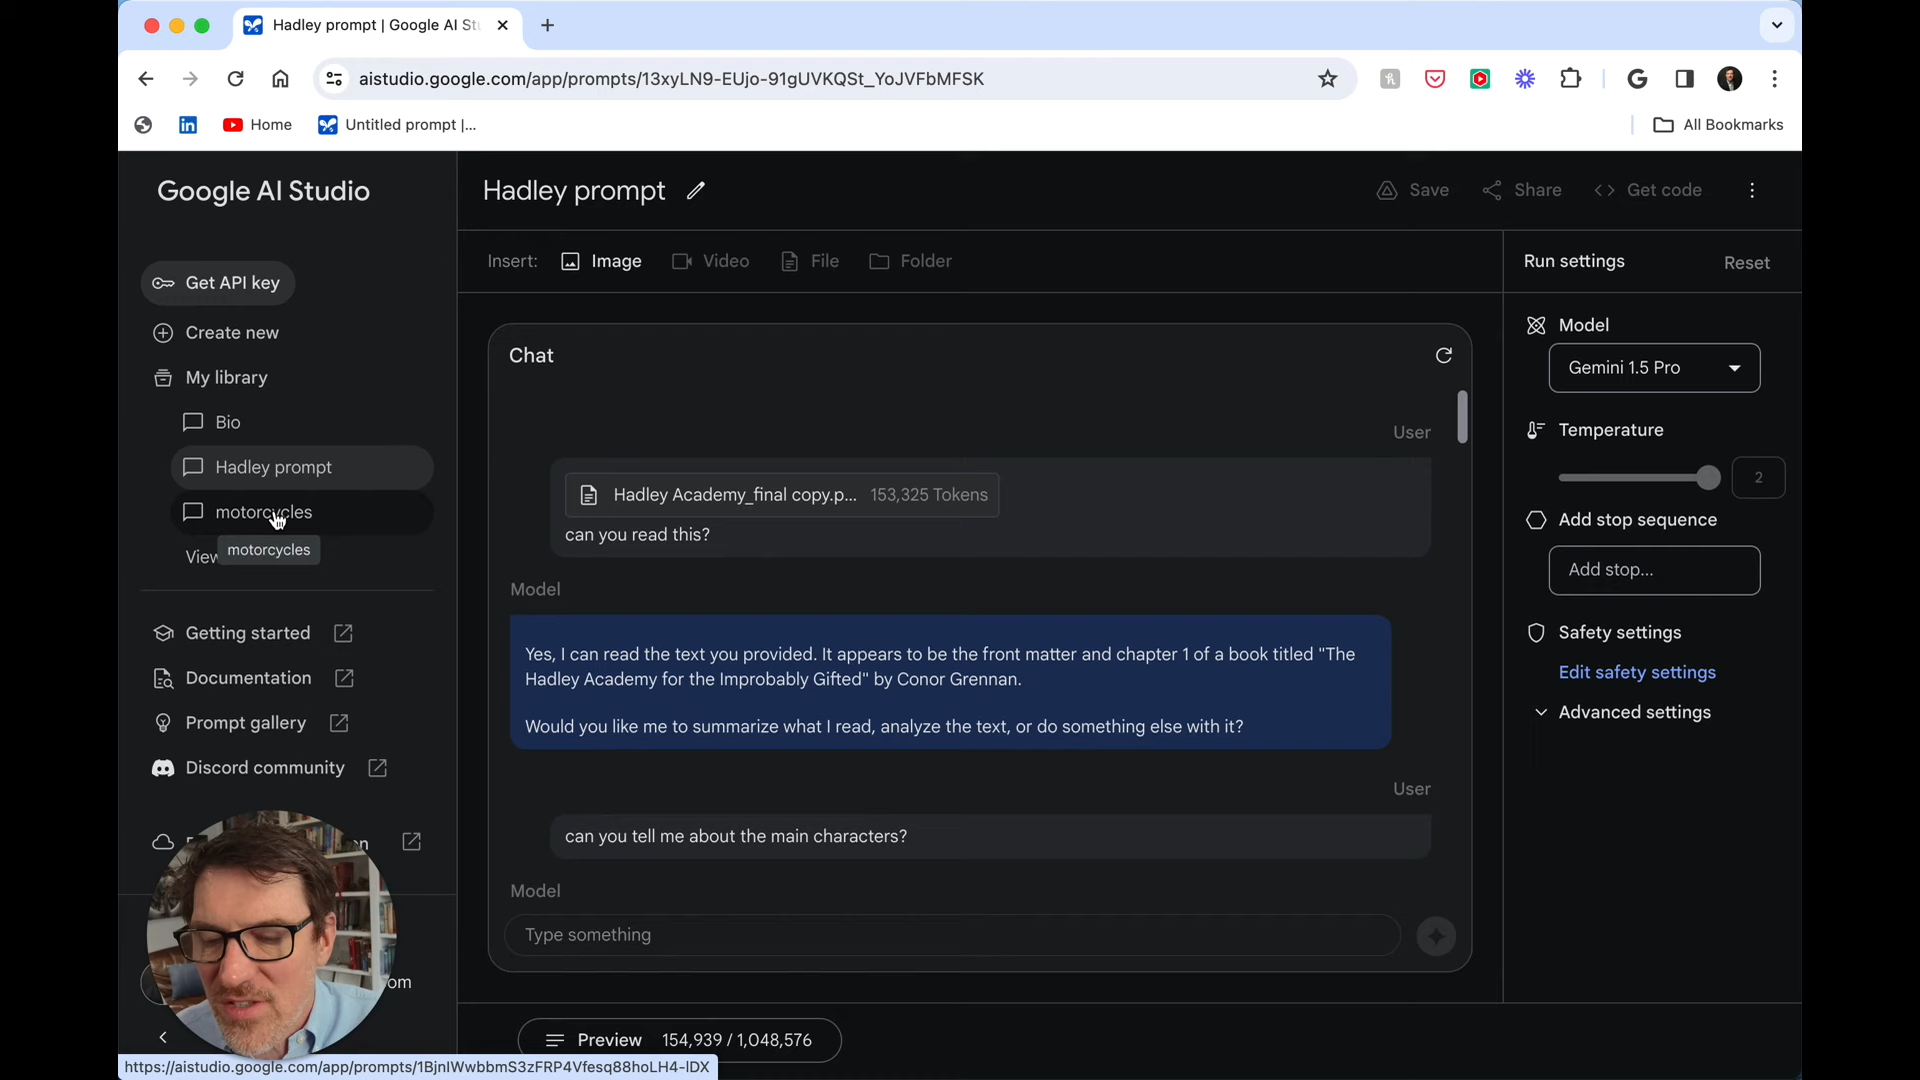 Hadley prompt | Google AI St
aistudio.google.com/app/prompts/13xyLN9-EUjo-91gUVKQSt_YoJVFbMFSK
Home
Untitled prompt |...
All Bookmarks
Google AI Studio
Hadley prompt
Save
Share
Get code
Get API key
Insert:
Image
Video
File
Folder
Run settings
Reset
Create new
My library
Bio
Hadley prompt
motorcycles
motorcycles
View
Getting started
Documentation
Prompt gallery
Discord community
om
Chat
User
Hadley Academy_final copy.p... 153,325 Tokens
can you read this?
Model
Yes, I can read the text you provided. It appears to be the front matter and chapter 1 of a book titled "The
Hadley Academy for the Improbably Gifted" by Conor Grennan.
Would you like me to summarize what I read, analyze the text, or do something else with it?
User
can you tell me about the main characters?
Model
Type something
Preview 154,939 / 1,048,576
Model
Gemini 1.5 Pro
Temperature
2
Add stop sequence
Add stop...
Safety settings
Edit safety settings
Advanced settings
https://aistudio.google.com/app/prompts/1BjnIWwbbmS3zFRP4Vfesq88hoLH4-lDX